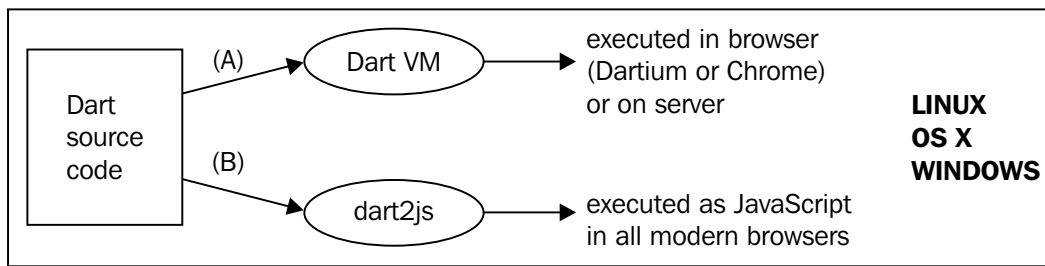 Dart
source
code
(A)
Dart VM
executed in browser
(Dartium or Chrome)
or on server
(B)
dart2js
executed as JavaScript
in all modern browsers
LINUX
OS X
WINDOWS